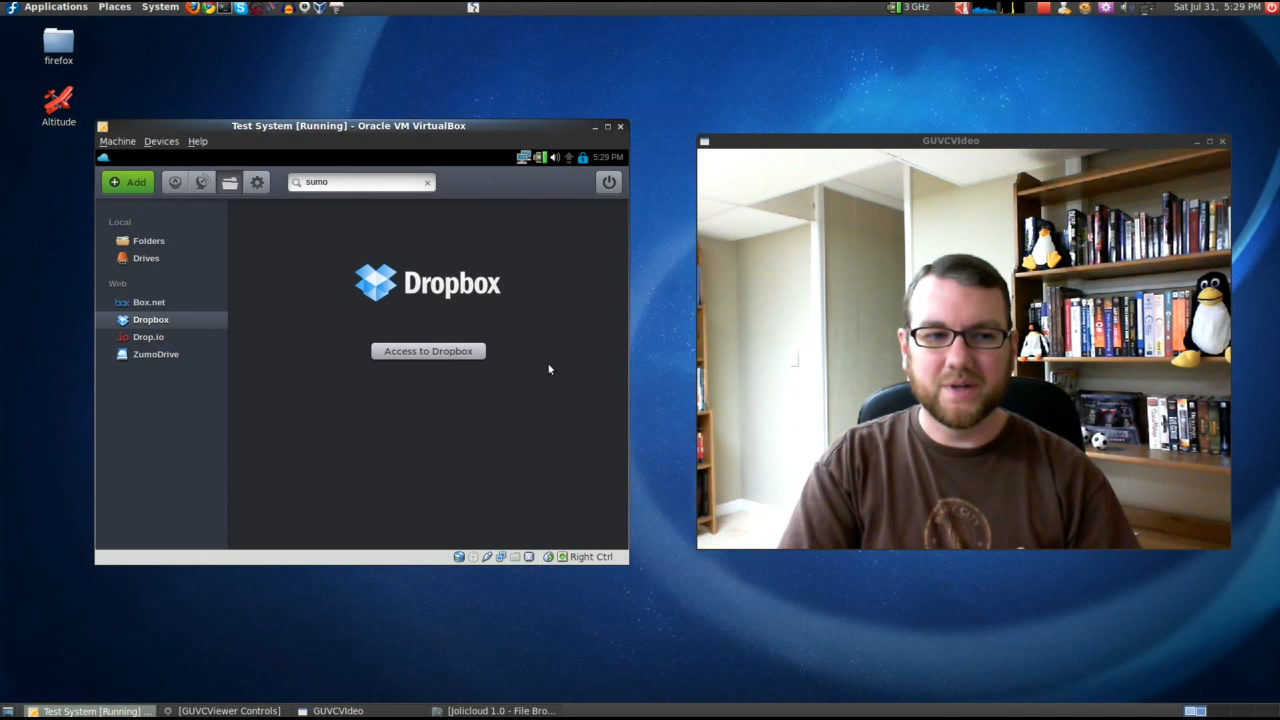 Applications Places System
3 GHz
Sat Jul 31, 5:29 PM
firefox
Altitude
Test System [Running] - Oracle VM VirtualBox
Machine Devices Help
5:29 PM
Add
sumo
Local
Folders
Drives
Web
Box.net
Dropbox
Drop.io
ZumoDrive
Dropbox
Access to Dropbox
Right Ctrl
GUVCVIdeo
Test System [Running] ...
[GUVCViewer Controls]
GUVCVIdeo
[Jolicloud 1.0 - File Bro...